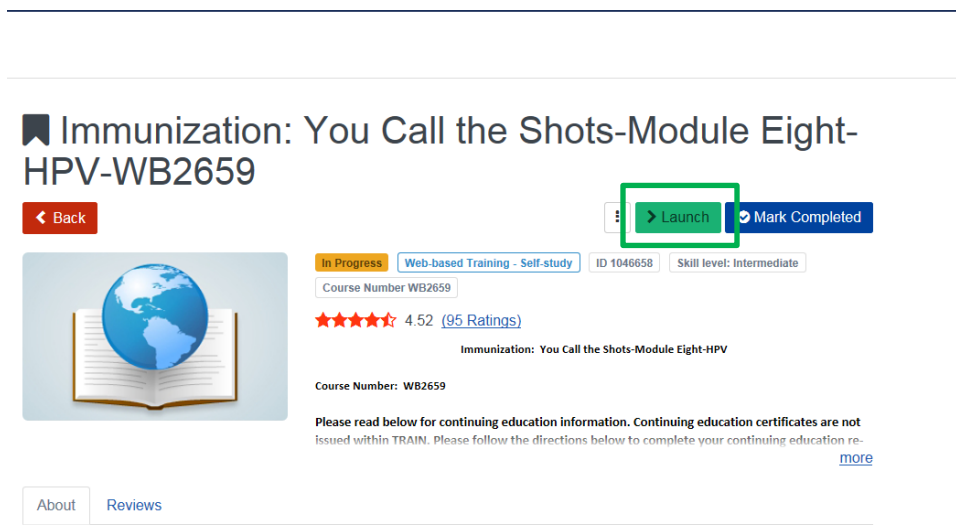 Immunization: You Call the Shots-Module Eight-
HPV-WB2659
Back
Launch
Mark Completed
In Progress
Web-based Training - Self-study
ID 1046658
Skill level: Intermediate
Course Number WB2659
4.52 (95 Ratings)
Immunization: You Call the Shots-Module Eight-HPV
Course Number: WB2659
Please read below for continuing education information. Continuing education certificates are not
issued within TRAIN. Please follow the directions below to complete your continuing education re-
more
About
Reviews